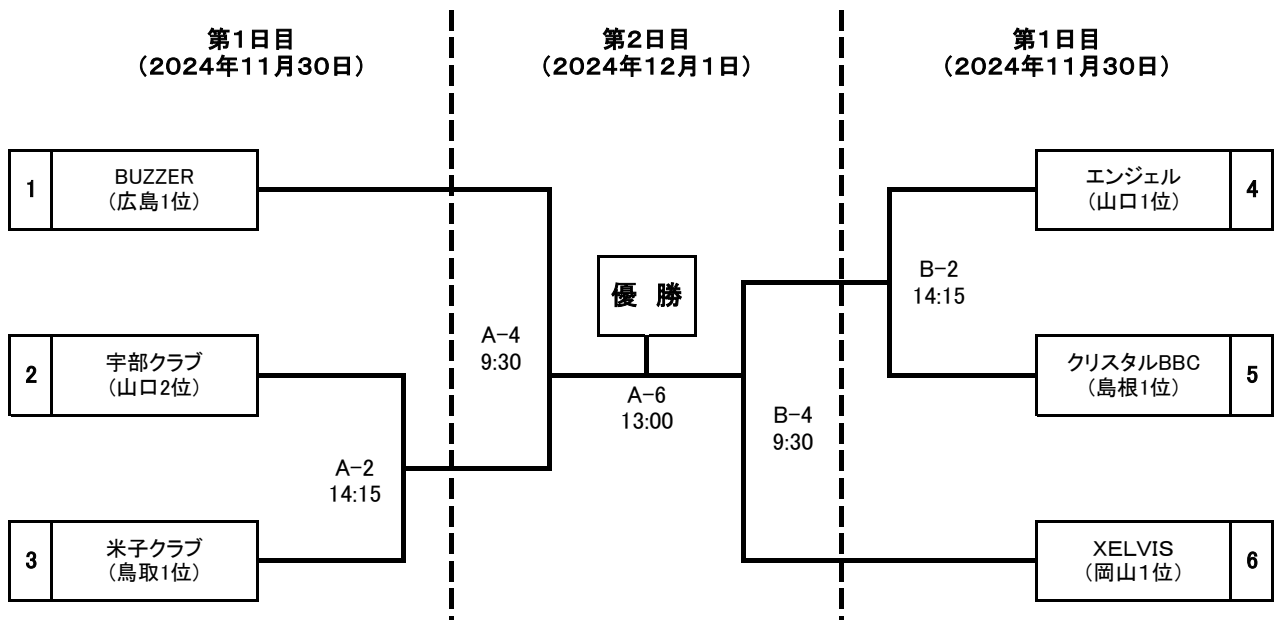 第1日目
(2024年11月30日)
第2日目
(2024年12月1日)
第1日目
(2024年11月30日)
1
BUZZER
(広島1位)
2
宇部クラブ
(山口2位)
3
米子クラブ
(鳥取1位)
A-2
14:15
A-4
9:30
優 勝
A-6
13:00
B-4
9:30
B-2
14:15
エンジェル
(山口1位)
4
クリスタルBBC
(島根1位)
5
XELVIS
(岡山1位)
6